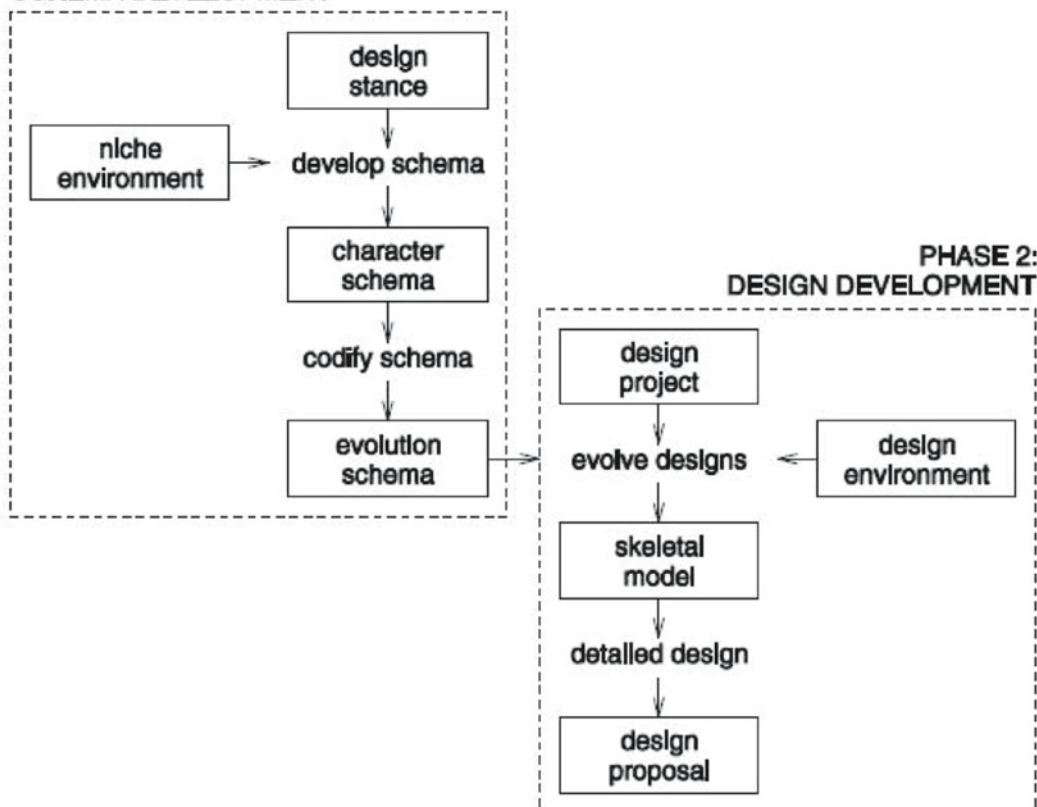 design
stance
niche
environment
develop schema
character
schema
codify schema
evolution
schema
PHASE 2:
DESIGN DEVELOPMENT
design
project
evolve designs
design
environment
skeletal
model
detailed design
design
proposal